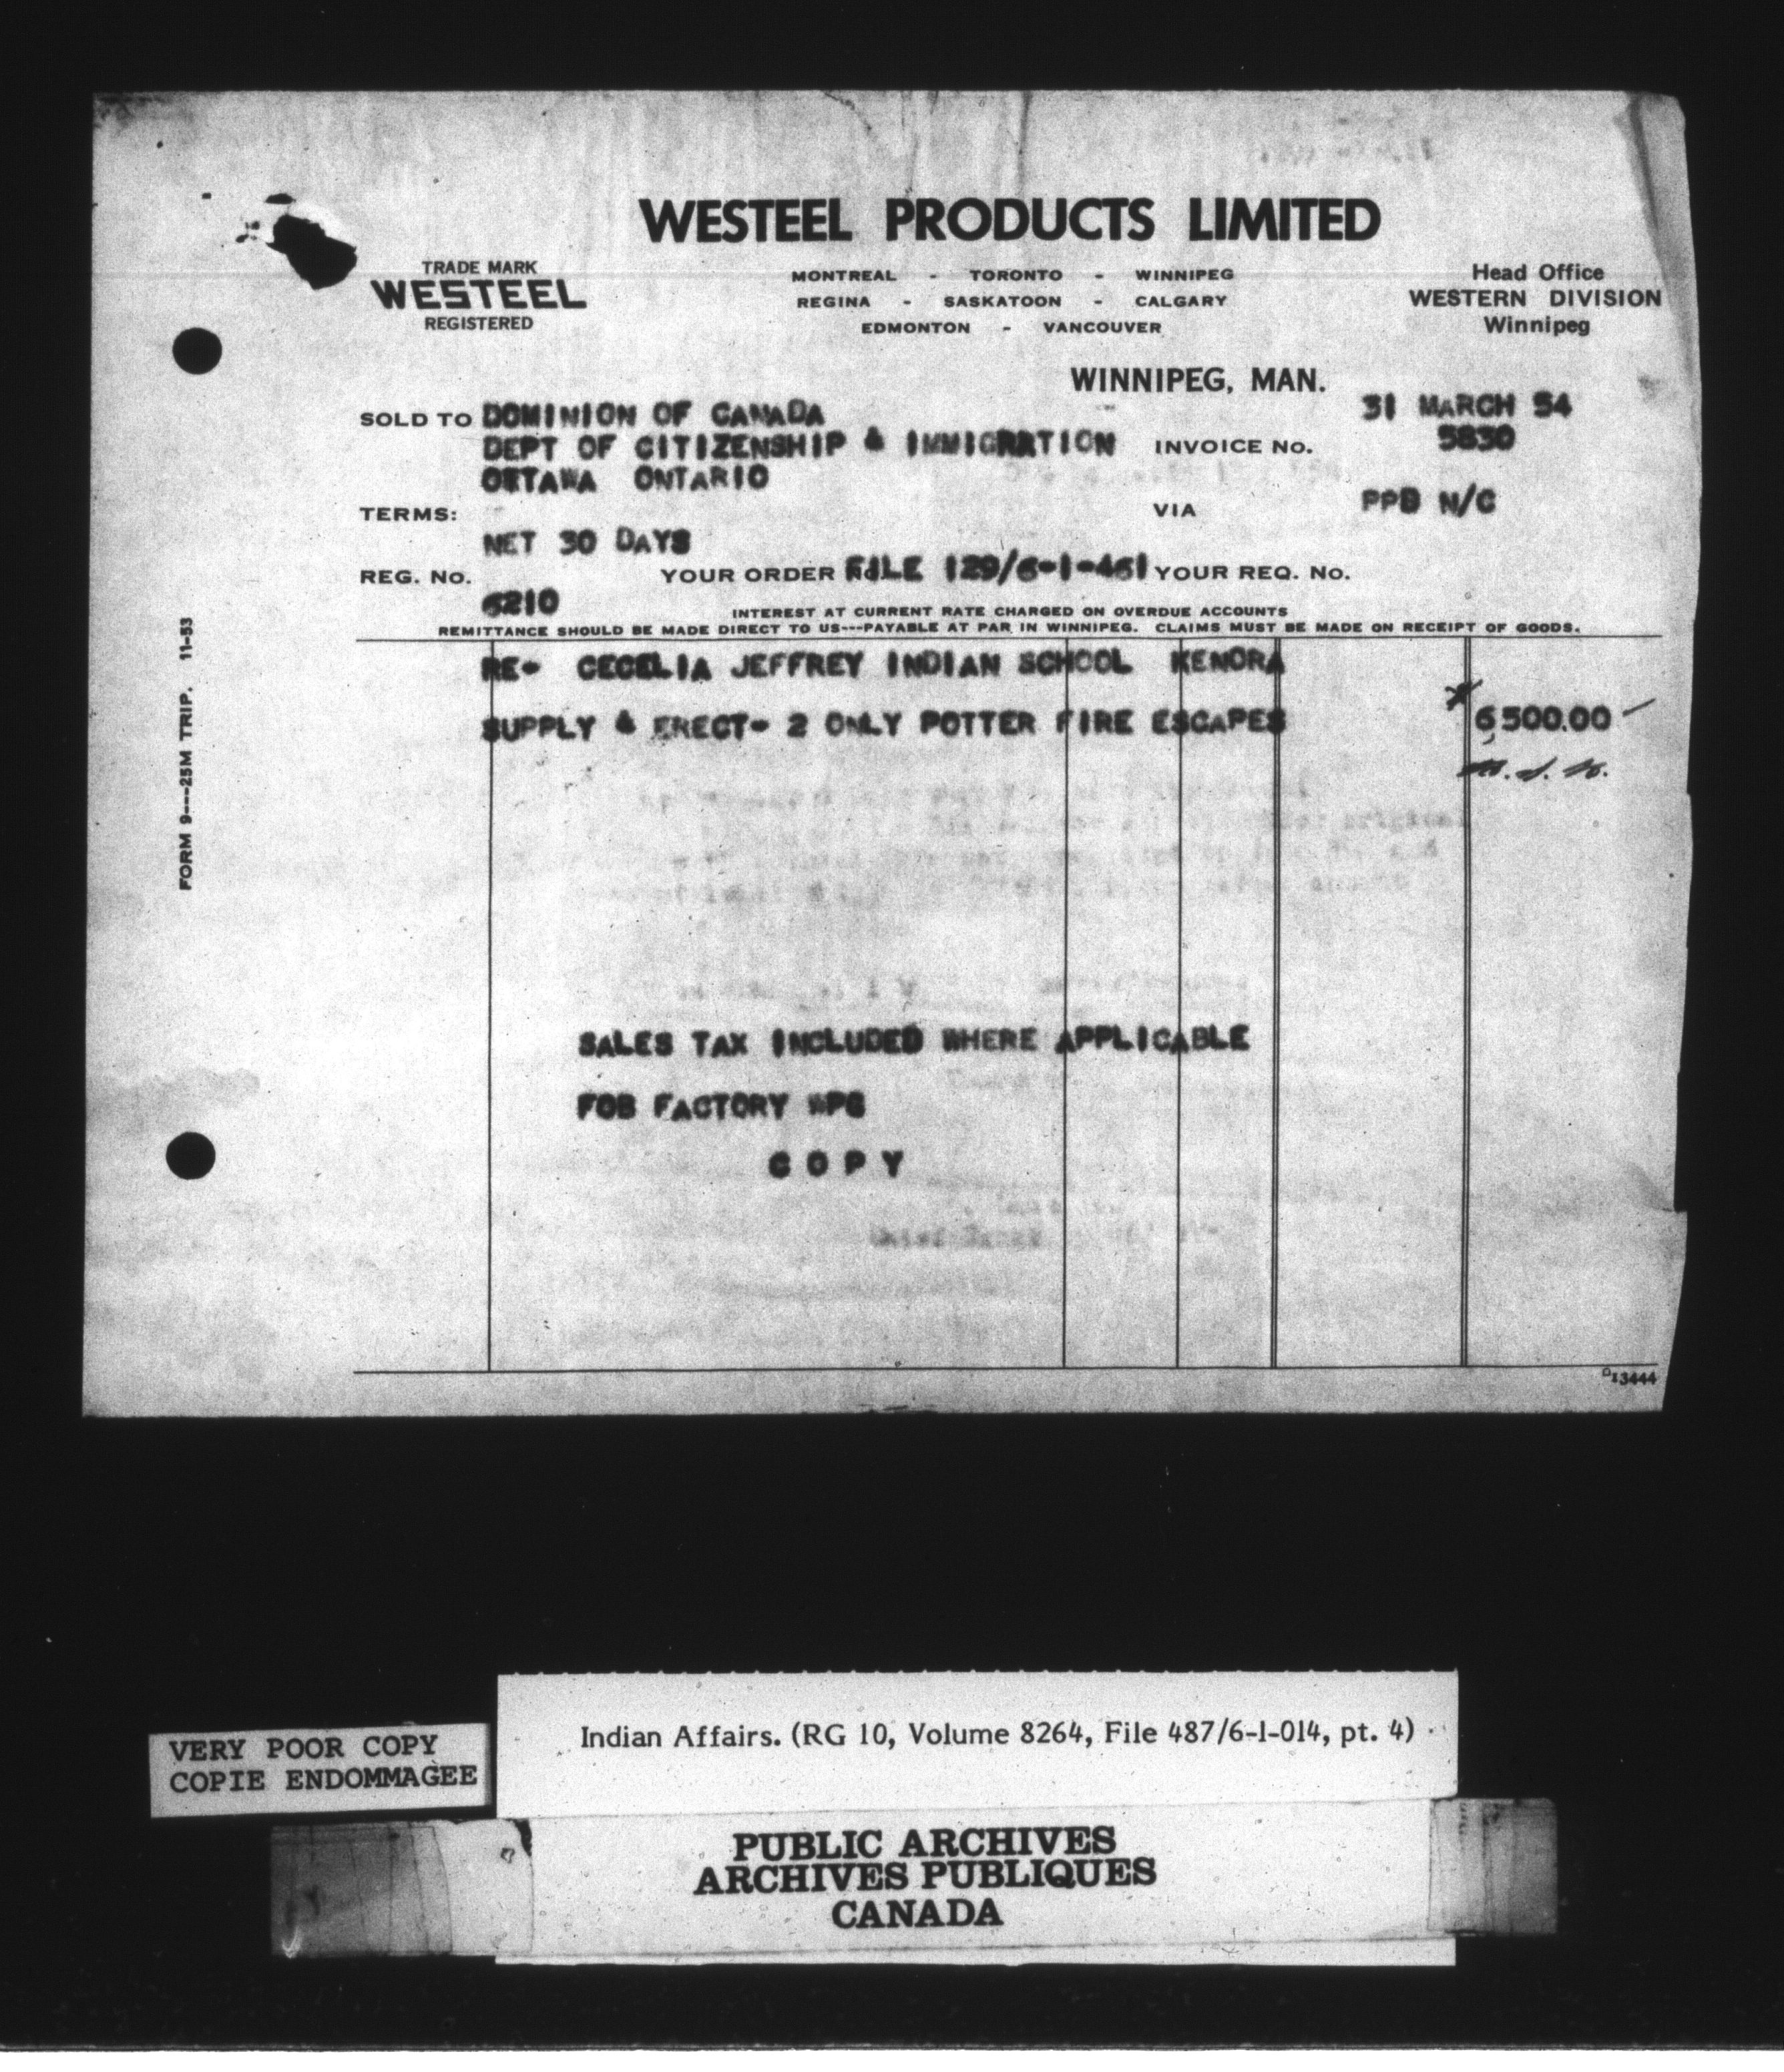 WESTEEL PRODUCTS LIMITED
TRADE MARK
WESTEEL
REGISTERED
MONTREAL - TORONTO - WINNIPEG
REGINA - SASKATOON - CALGARY
EDMONTON - VANCOUVER
Head Office
WESTERN DIVISION
Winnipeg
WINNIPEG, MAN.
31 MARCH 54
SOLD TO DOMINION OF CANADA
DEPT OF CITIZENSHIP & IMMIGRATION
OTTAWA ONTARIO
INVOICE No. 5830
TERMS:
NET 30 DAYS
VIA PPD N/C
REG. No.
6210
YOUR ORDER FILE 129/6-1-461 YOUR REQ. No.
INTEREST AT CURRENT RATE CHARGED ON OVERDUE ACCOUNTS
REMITTANCE SHOULD BE MADE DIRECT TO US---PAYABLE AT PAR IN WINNIPEG. CLAIMS MUST BE MADE ON RECEIPT OF GOODS.
RE- CECELIA JEFFREY INDIAN SCHOOL KENORA
SUPPLY & ERECT- 2 ONLY POTTER FIRE ESCAPES 6,500.00
SALES TAX INCLUDED WHERE APPLICABLE
FOB FACTORY WPG
COPY
FORM 9---25M TRIP. 11-53
13444
VERY POOR COPY
COPIE ENDOMMAGEE
Indian Affairs. (RG 10, Volume 8264, File 487/6-1-014, pt. 4)
PUBLIC ARCHIVES
ARCHIVES PUBLIQUES
CANADA